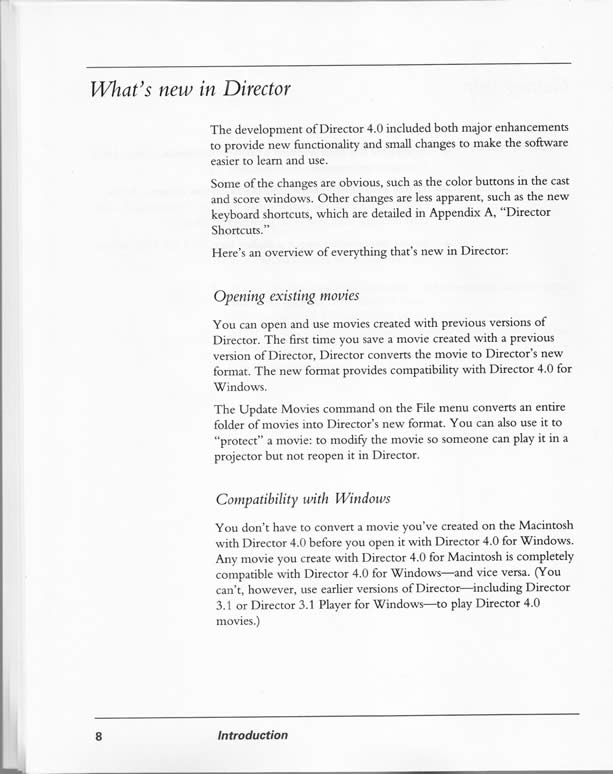 What's new in Director
The development of Director 4.0 included both major enhancements
to provide new functionality and small changes to make the software
easier to learn and use.
Some of the changes are obvious, such as the color buttons in the cast
and score windows. Other changes are less apparent, such as the new
keyboard shortcuts, which are detailed in Appendix A, “Director
Shortcuts.”
Here's an overview of everything that's new in Director:
Opening existing movies
You can open and use movies created with previous versions of
Director. The first time you save a movie created with a previous
version of Director, Director converts the movie to Director's new
format. The new format provides compatibility with Director 4.0 for
Windows.
The Update Movies command on the File menu converts an entire
folder of movies into Director's new format. You can also use it to
“protect” a movie: to modify the movie so someone can play it in a
projector but not reopen it in Director.
Compatibility with Windows
You don't have to convert a movie you've created on the Macintosh
with Director 4.0 before you open it with Director 4.0 for Windows.
Any movie you create with Director 4.0 for Macintosh is completely
compatible with Director 4.0 for Windows—and vice versa. (You
can't, however, use earlier versions of Director—including Director
3.1 or Director 3.1 Player for Windows—to play Director 4.0
movies.)
8 Introduction